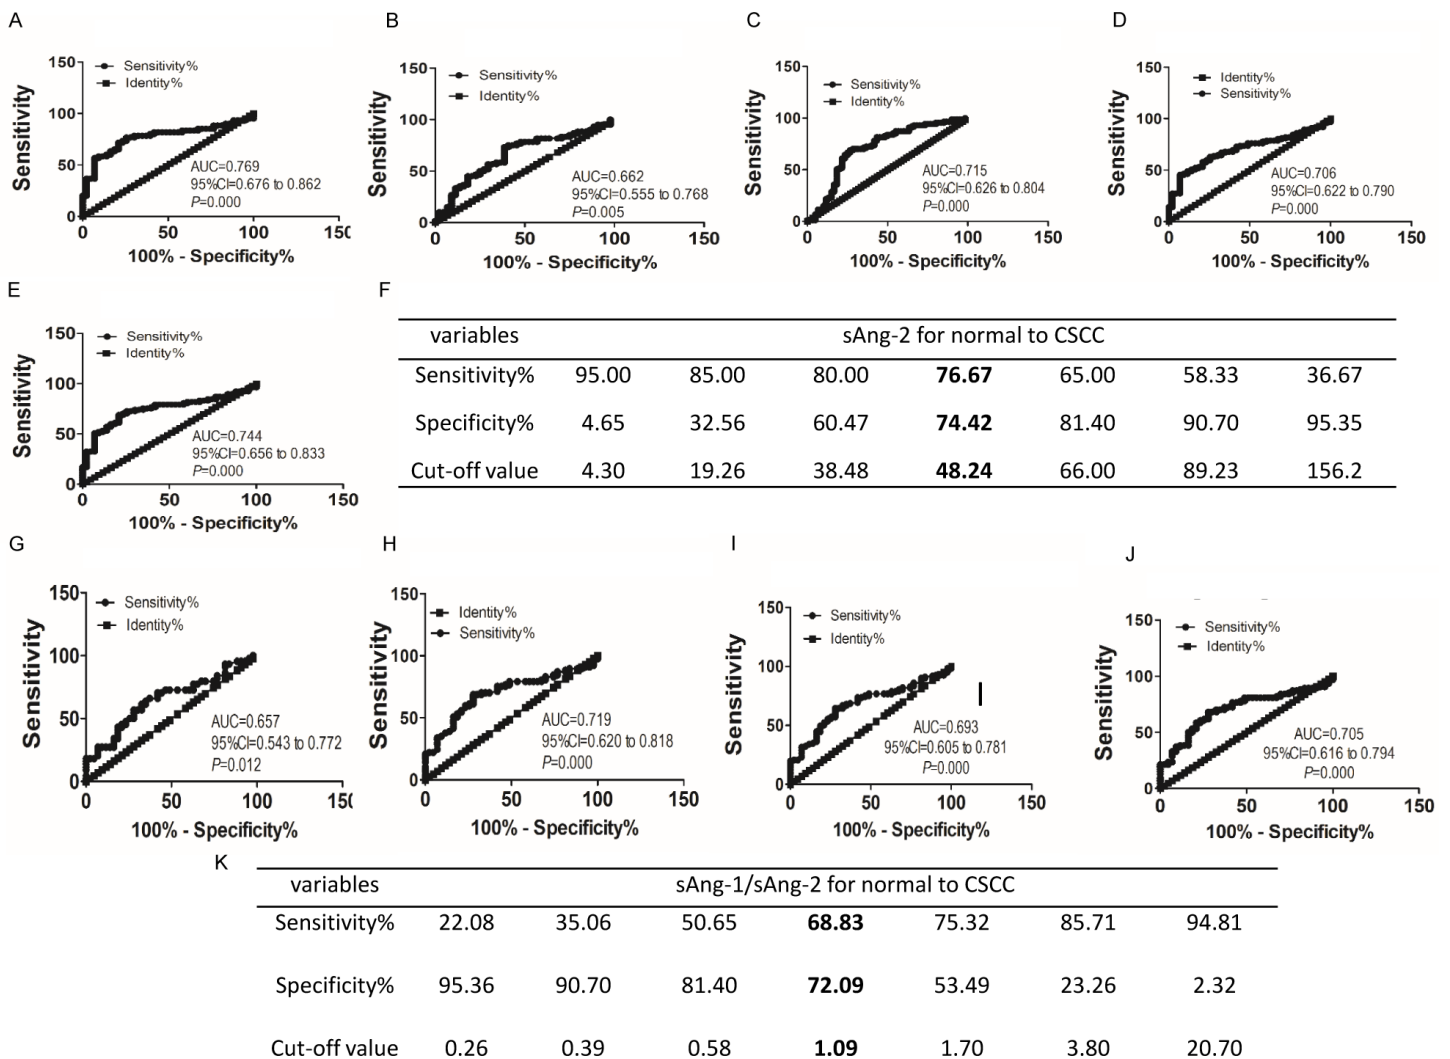 A
150
100
50
0
0
50
100
150
Sensitivity
Sensitivity%
Identity%
AUC=0.769
95%CI=0.676 to 0.862
P=0.000
100% - Specificity%
B
150
100
50
0
0
50
100
150
Sensitivity
Sensitivity%
Identity%
AUC=0.662
95%CI=0.555 to 0.768
P=0.005
100% - Specificity%
C
150
100
50
0
0
50
100
150
Sensitivity
Sensitivity%
Identity%
AUC=0.715
95%CI=0.626 to 0.804
P=0.000
100% - Specificity%
D
150
100
50
0
0
50
100
150
Sensitivity
Identity%
Sensitivity%
AUC=0.706
95%CI=0.622 to 0.790
P=0.000
100% - Specificity%
E
150
100
50
0
0
50
100
150
Sensitivity
Sensitivity%
Identity%
AUC=0.744
95%CI=0.656 to 0.833
P=0.000
100% - Specificity%
F
variables sAng-2 for normal to CSCC
Sensitivity% 95.00 85.00 80.00 76.67 65.00 58.33 36.67
Specificity% 4.65 32.56 60.47 74.42 81.40 90.70 95.35
Cut-off value 4.30 19.26 38.48 48.24 66.00 89.23 156.2
G
150
100
50
0
0
50
100
150
Sensitivity
Sensitivity%
Identity%
AUC=0.657
95%CI=0.543 to 0.772
P=0.012
100% - Specificity%
H
150
100
50
0
0
50
100
150
Sensitivity
Identity%
Sensitivity%
AUC=0.719
95%CI=0.620 to 0.818
P=0.000
100% - Specificity%
I
150
100
50
0
0
50
100
150
Sensitivity
Sensitivity%
Identity%
AUC=0.693
95%CI=0.605 to 0.781
P=0.000
100% - Specificity%
J
150
100
50
0
0
50
100
150
Sensitivity
Sensitivity%
Identity%
AUC=0.705
95%CI=0.616 to 0.794
P=0.000
100% - Specificity%
K
variables sAng-1/sAng-2 for normal to CSCC
Sensitivity% 22.08 35.06 50.65 68.83 75.32 85.71 94.81
Specificity% 95.36 90.70 81.40 72.09 53.49 23.26 2.32
Cut-off value 0.26 0.39 0.58 1.09 1.70 3.80 20.70